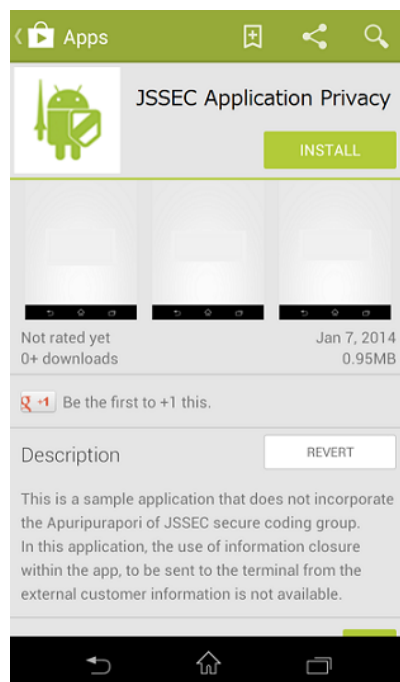 Apps
JSSEC Application Privacy
INSTALL
Not rated yet
Jan 7, 2014
0+ downloads
0.95MB
g +1
Be the first to +1 this.
Description
REVERT
This is a sample application that does not incorporate
the Apuripurapori of JSSEC secure coding group.
In this application, the use of information closure
within the app, to be sent to the terminal from the
external customer information is not available.